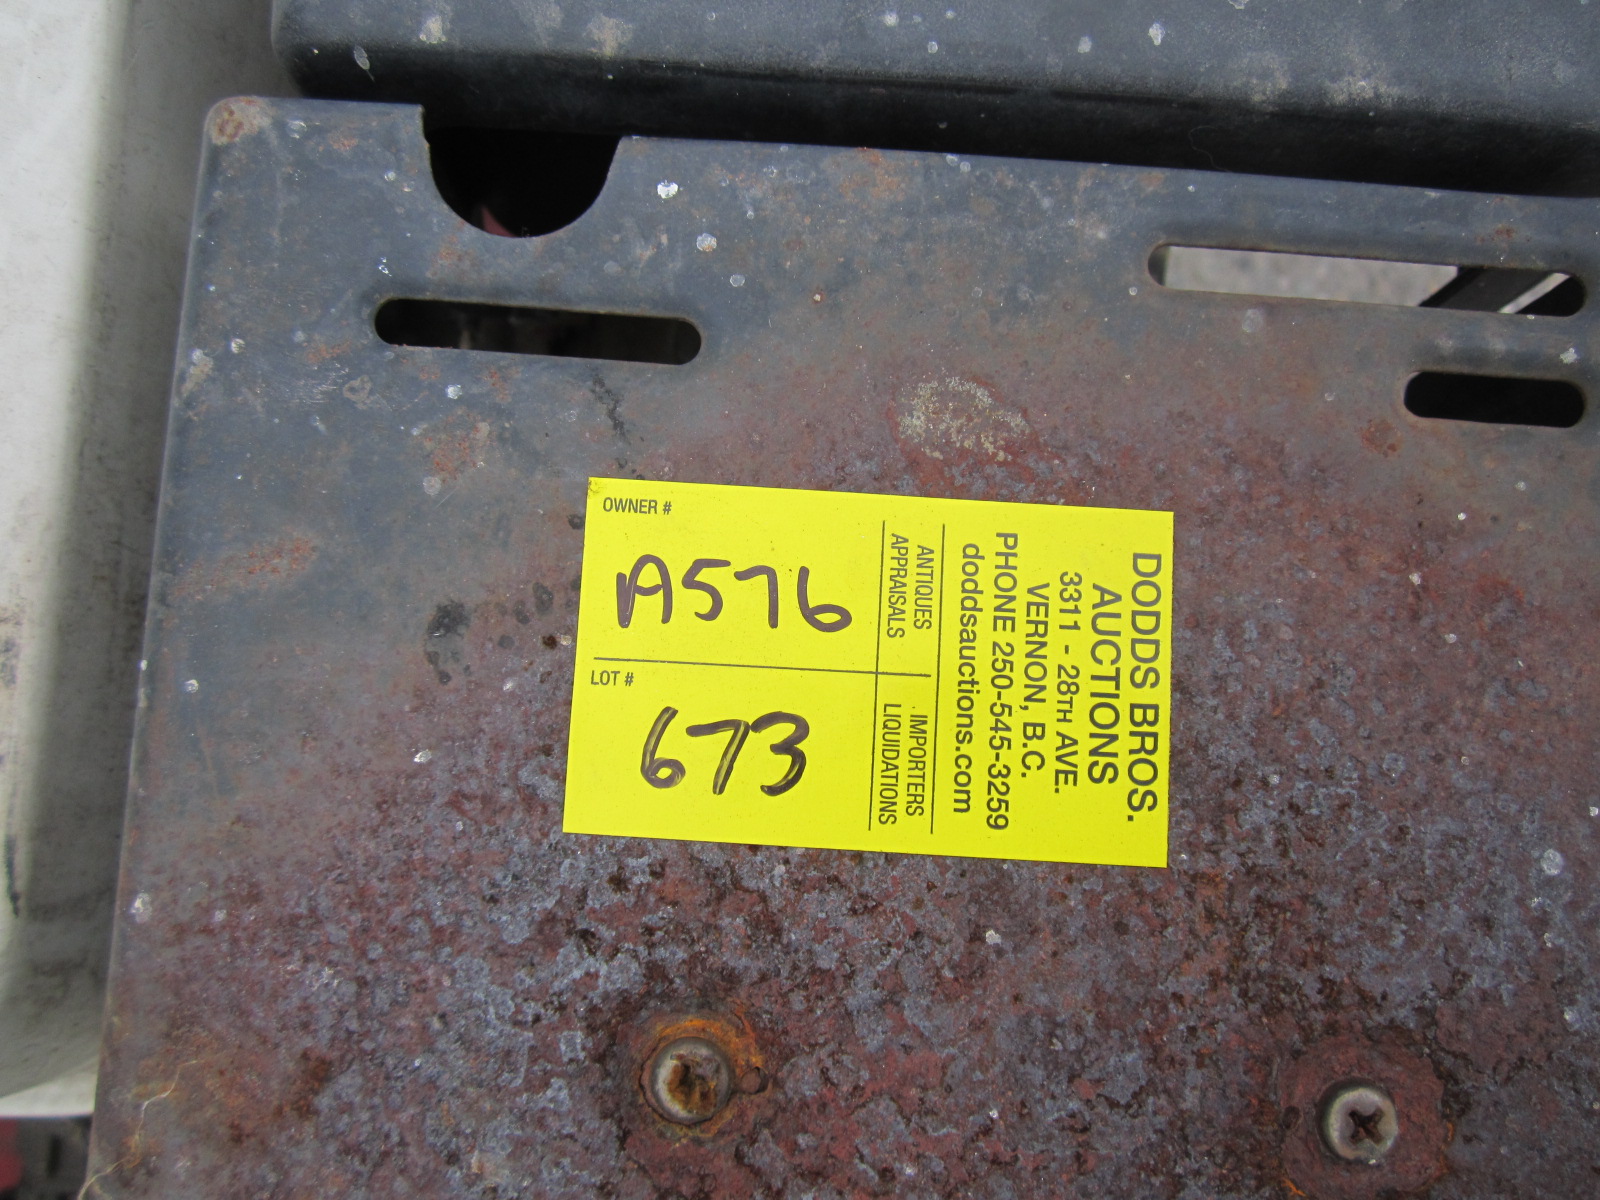 OWNER #
A576
LOT #
673
DODDS BROS.
AUCTIONS
3311 - 28TH AVE.
VERNON, B.C.
PHONE 250-545-3259
doddsauctions.com
ANTIQUES
APPRAISALS
IMPORTERS
LIQUIDATIONS